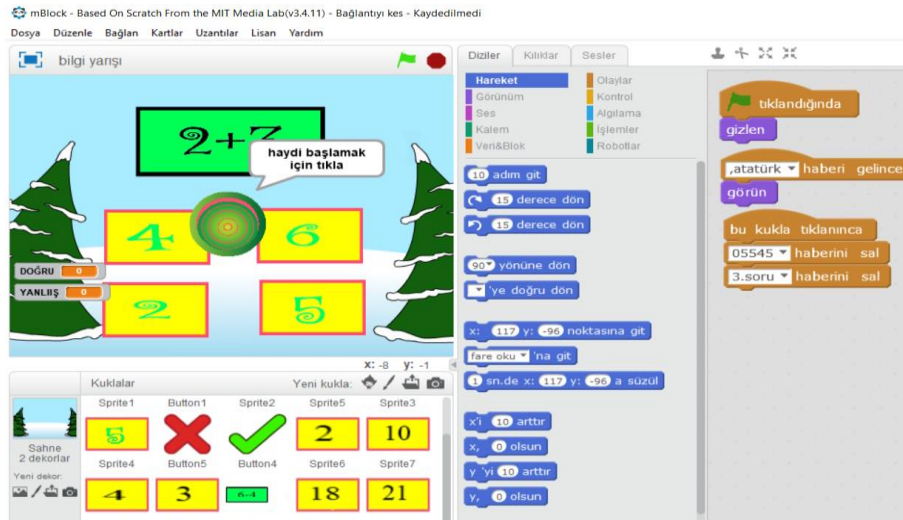 mBlock - Based On Scratch From the MIT Media Lab(v3.4.11) - Bağlantıyı kes - Kaydedilmedi
Dosya Düzenle Bağlan Kartlar Uzantılar Lisan Yardım
bilgi yarışı
2+3
haydi başlamak
için tıkla
4 6
DOĞRU 0
YANLIŞ 0
2 5
x: -8 y: -1
Kuklalar Yeni kukla:
Sprite1 Button1 Sprite2 Sprite5 Sprite3
5 2 10
Sahne
2 dekorlar
Yeni dekor:
Sprite4 Button5 Button4 Sprite6 Sprite7
4 3 6-4 18 21
Diziler Kılıklar Sesler
Hareket Olaylar
Görünüm Kontrol
Ses Algılama
Kalem İşlemler
Veri&Blok Robotlar
10 adım git
15 derece dön
15 derece dön
90 yönüne dön
'ye doğru dön
x: 117 y: -96 noktasına git
fare oku 'na git
1 sn.de x: 117 y: -96 a süzül
x'i 10 arttır
x, 0 olsun
y 'yi 10 arttır
y, 0 olsun
tıklandığında
gizlen
,atatürk haberi gelince
görün
bu kukla tıklanınca
05545 haberini sal
3.soru haberini sal